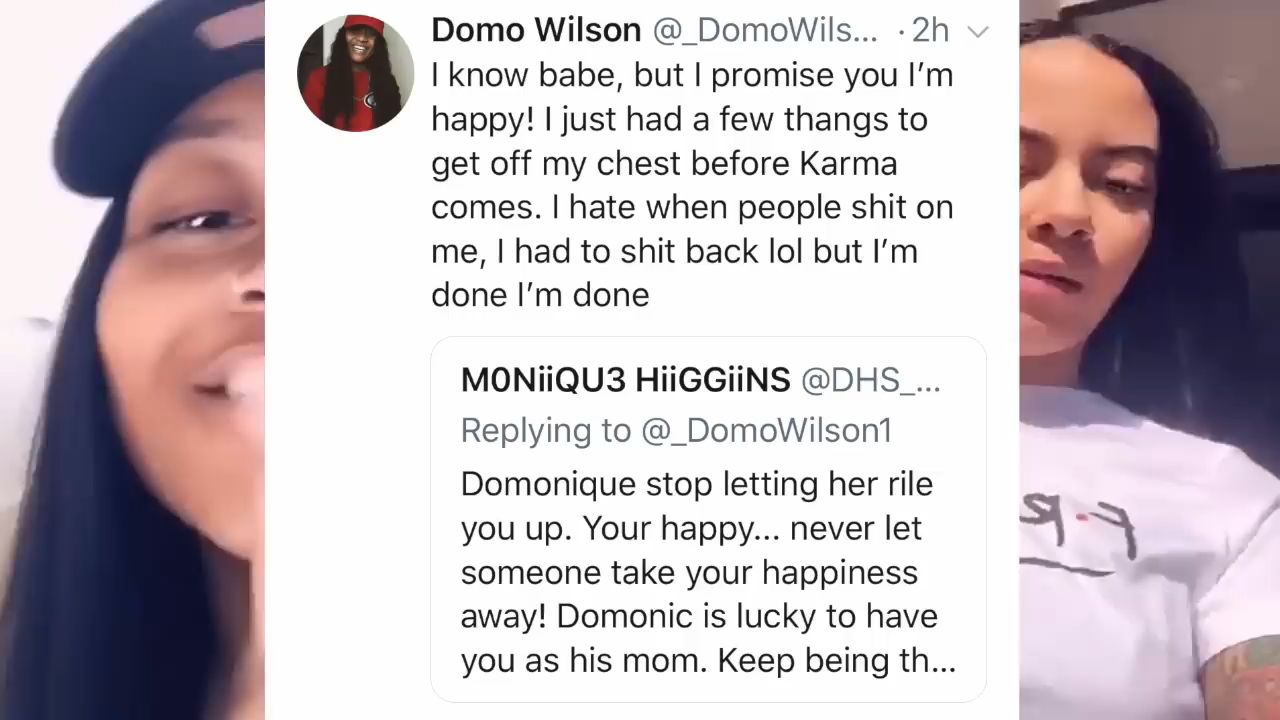 Domo Wilson @_DomoWils... · 2h
I know babe, but I promise you I’m
happy! I just had a few thangs to
get off my chest before Karma
comes. I hate when people shit on
me, I had to shit back lol but I’m
done I’m done
M0NiiQU3 HiiGGiiNS @DHS_...
Replying to @_DomoWilson1
Domonique stop letting her rile
you up. Your happy... never let
someone take your happiness
away! Domonic is lucky to have
you as his mom. Keep being th...